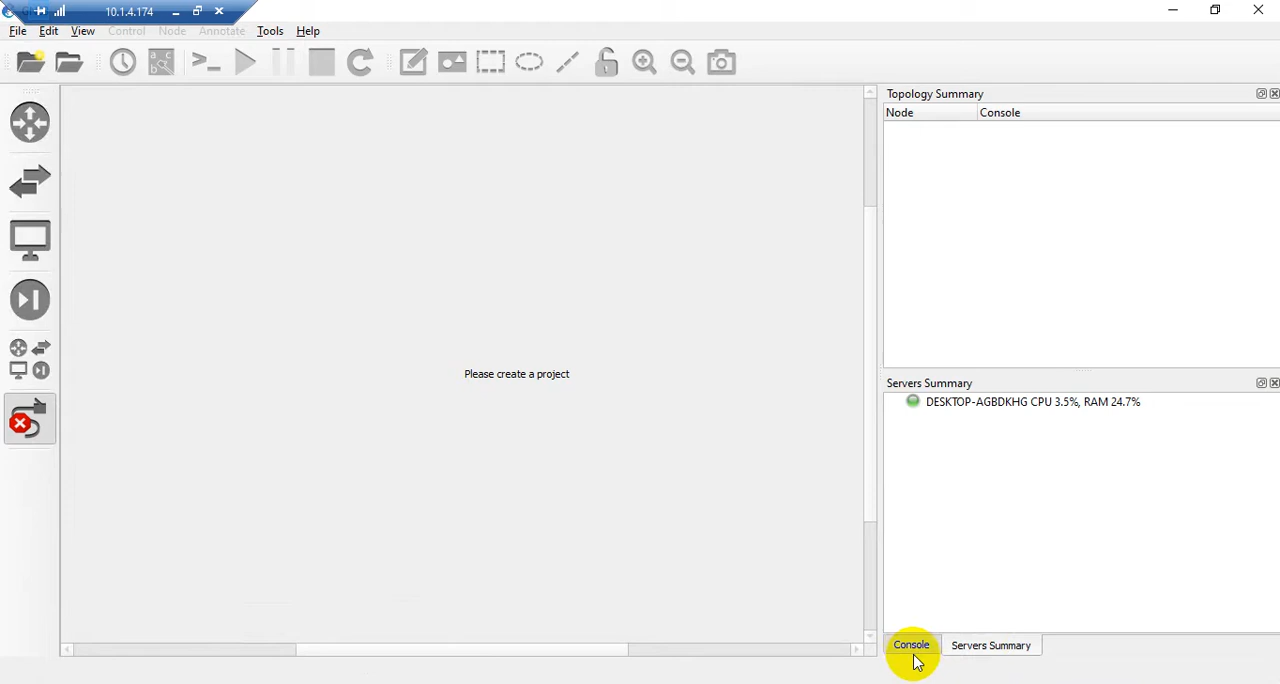 10.1.4.174
File Edit View Control Node Annotate Tools Help
Topology Summary
Node Console
Please create a project
Servers Summary
DESKTOP-AGBDKHG CPU 3.5%, RAM 24.7%
Console Servers Summary